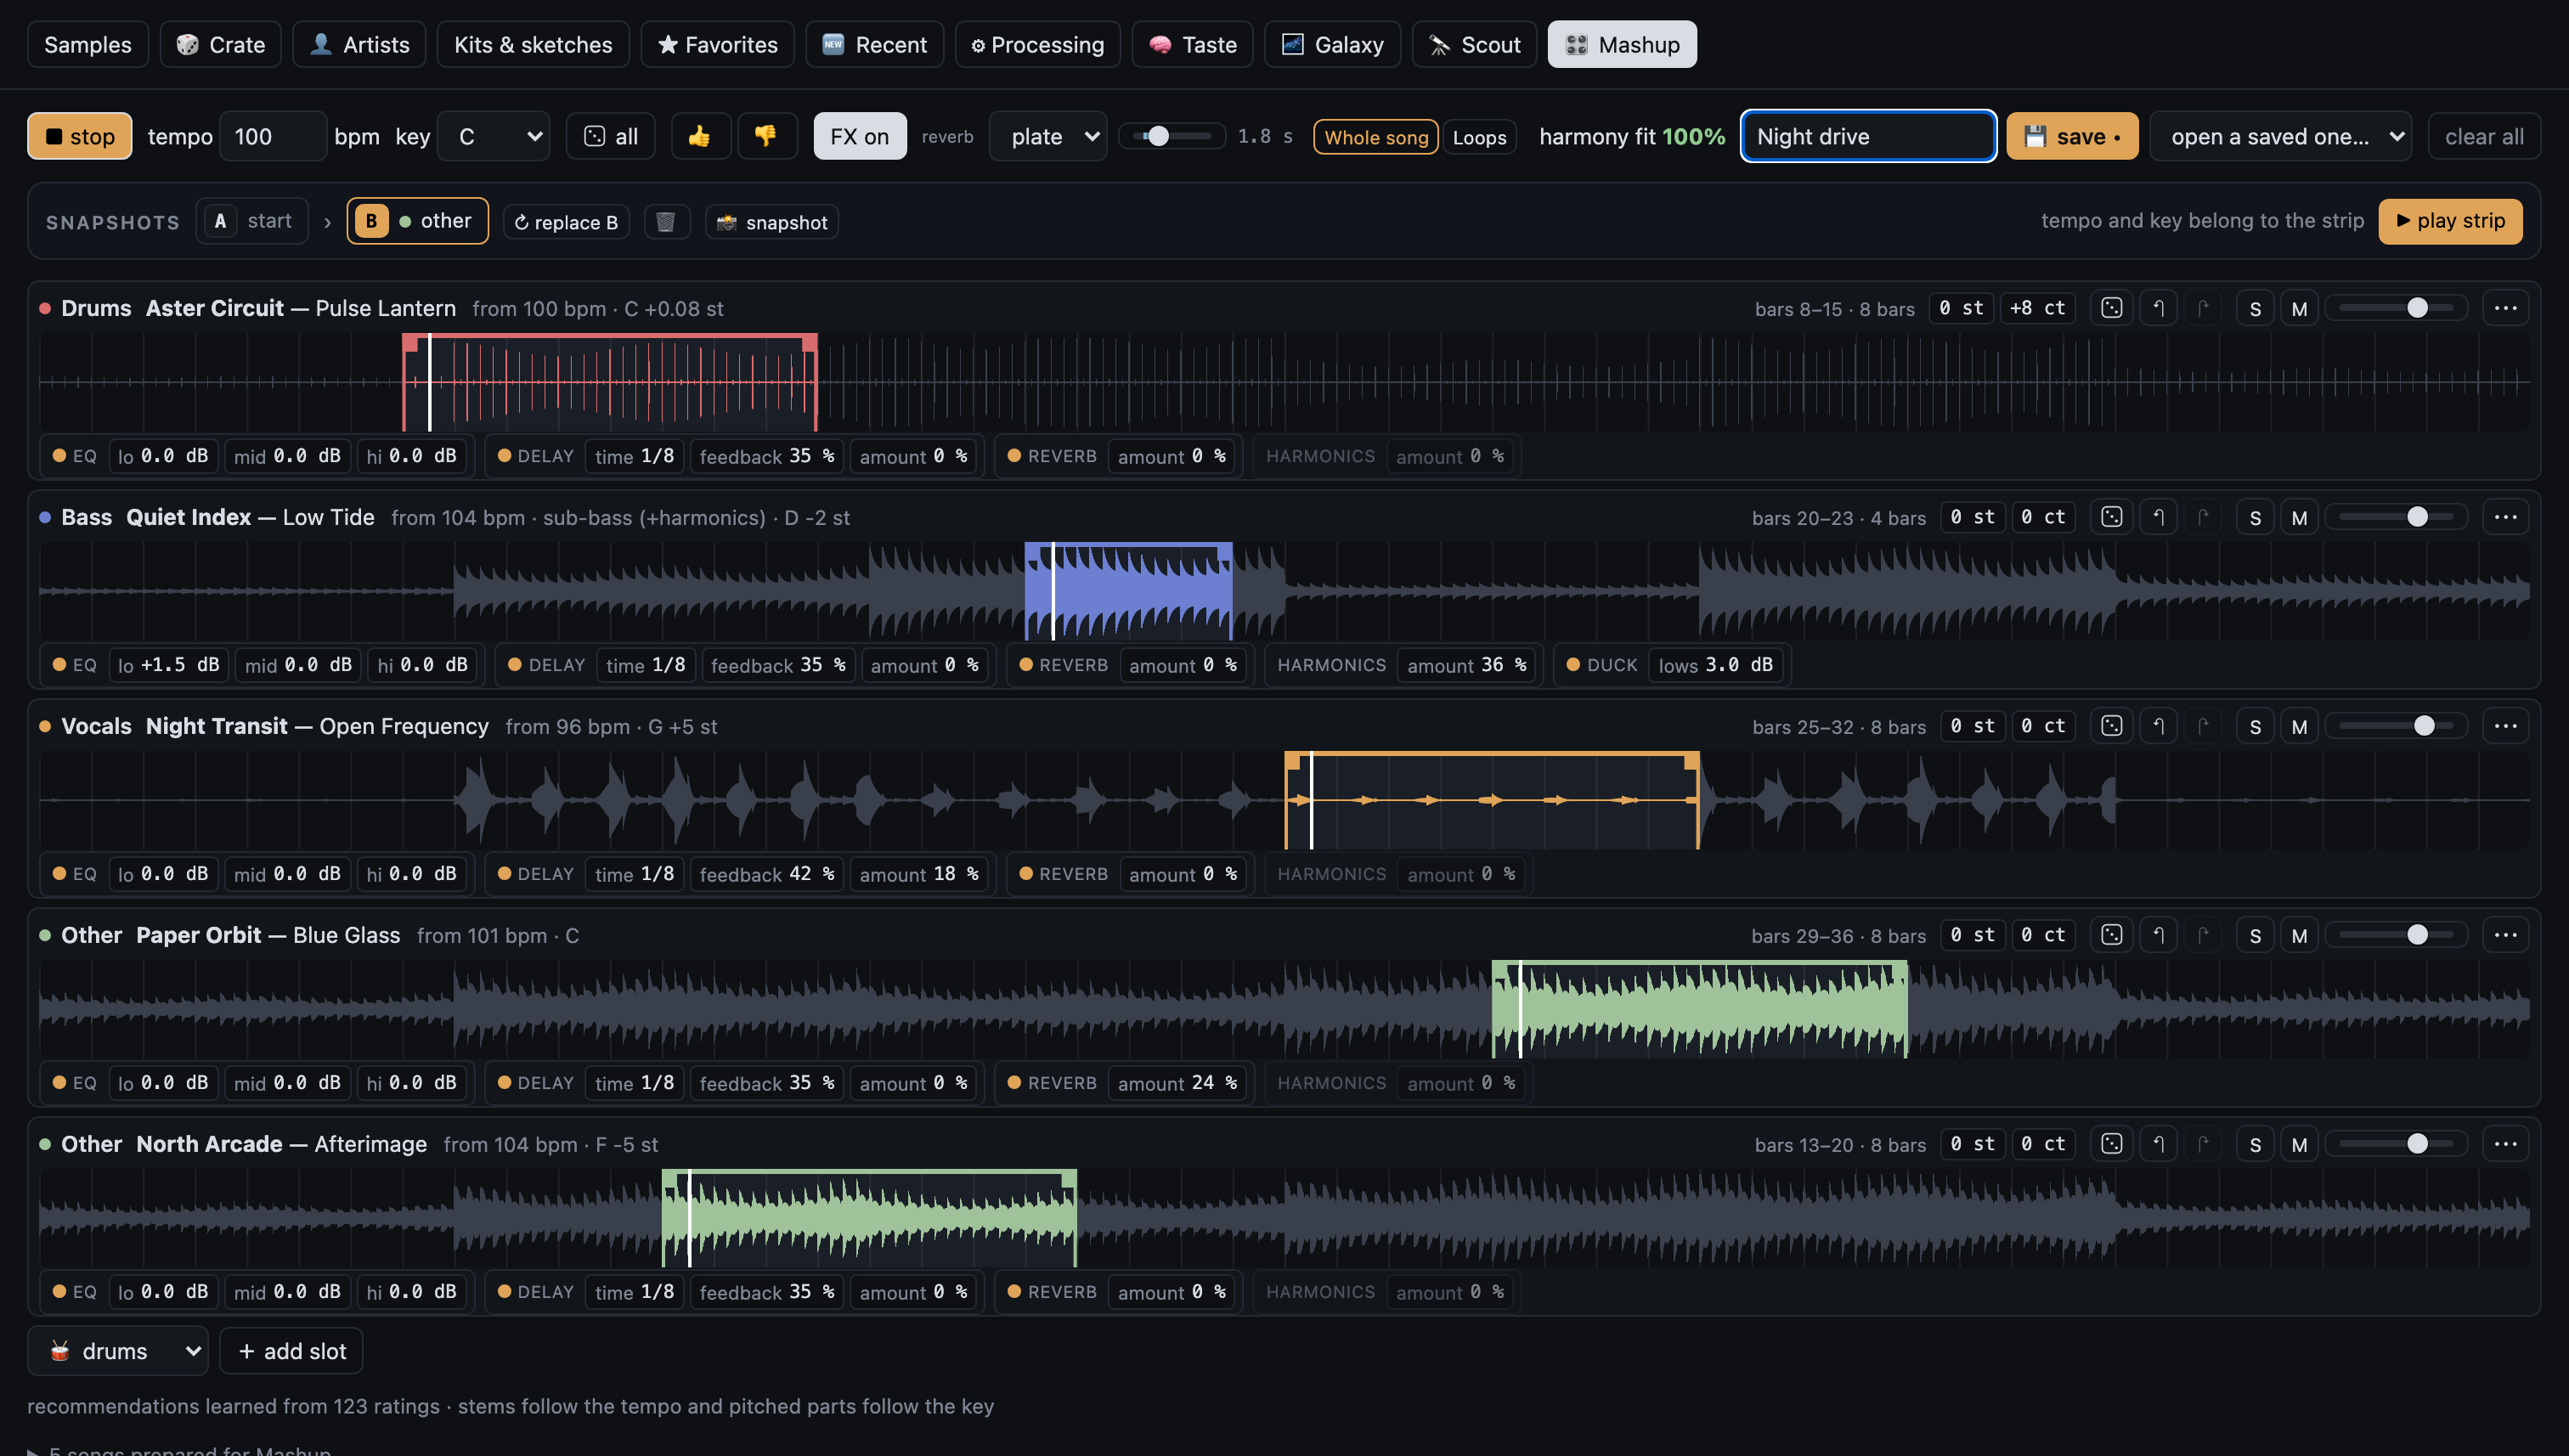 Samples Crate Artists Kits & sketches Favorites NEW Recent Processing Taste Galaxy Scout Mashup
stop tempo 100 bpm key C all FX on reverb plate 1.8 s Whole song Loops harmony fit 100% Night drive save • open a saved one... clear all
SNAPSHOTS A start › B other replace B snapshot tempo and key belong to the strip play strip
Drums Aster Circuit — Pulse Lantern from 100 bpm · C +0.08 st bars 8–15 · 8 bars 0 st +8 ct S M ...
EQ lo 0.0 dB mid 0.0 dB hi 0.0 dB DELAY time 1/8 feedback 35 % amount 0 % REVERB amount 0 % HARMONICS amount 0 %
Bass Quiet Index — Low Tide from 104 bpm · sub-bass (+harmonics) · D -2 st bars 20–23 · 4 bars 0 st 0 ct S M ...
EQ lo +1.5 dB mid 0.0 dB hi 0.0 dB DELAY time 1/8 feedback 35 % amount 0 % REVERB amount 0 % HARMONICS amount 36 % DUCK lows 3.0 dB
Vocals Night Transit — Open Frequency from 96 bpm · G +5 st bars 25–32 · 8 bars 0 st 0 ct S M ...
EQ lo 0.0 dB mid 0.0 dB hi 0.0 dB DELAY time 1/8 feedback 42 % amount 18 % REVERB amount 0 % HARMONICS amount 0 %
Other Paper Orbit — Blue Glass from 101 bpm · C bars 29–36 · 8 bars 0 st 0 ct S M ...
EQ lo 0.0 dB mid 0.0 dB hi 0.0 dB DELAY time 1/8 feedback 35 % amount 0 % REVERB amount 24 % HARMONICS amount 0 %
Other North Arcade — Afterimage from 104 bpm · F -5 st bars 13–20 · 8 bars 0 st 0 ct S M ...
EQ lo 0.0 dB mid 0.0 dB hi 0.0 dB DELAY time 1/8 feedback 35 % amount 0 % REVERB amount 0 % HARMONICS amount 0 %
drums + add slot
recommendations learned from 123 ratings · stems follow the tempo and pitched parts follow the key
5 songs prepared for Mashup